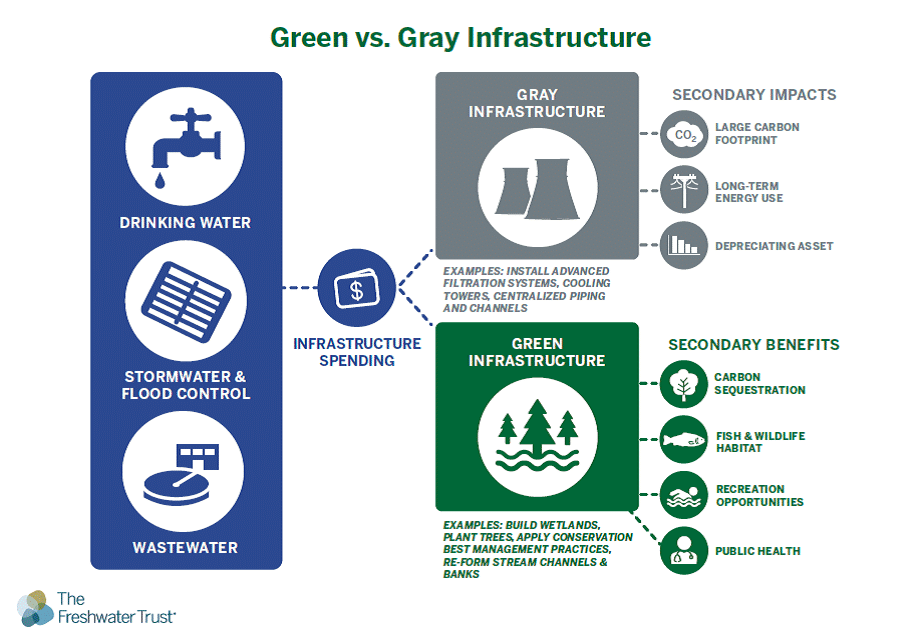 Green vs. Gray Infrastructure
DRINKING WATER
STORMWATER &
FLOOD CONTROL
WASTEWATER
$
INFRASTRUCTURE
SPENDING
GRAY
INFRASTRUCTURE
EXAMPLES: INSTALL ADVANCED
FILTRATION SYSTEMS, COOLING
TOWERS, CENTRALIZED PIPING
AND CHANNELS
SECONDARY IMPACTS
CO₂
LARGE CARBON
FOOTPRINT
LONG-TERM
ENERGY USE
DEPRECIATING ASSET
GREEN
INFRASTRUCTURE
EXAMPLES: BUILD WETLANDS,
PLANT TREES, APPLY CONSERVATION
BEST MANAGEMENT PRACTICES,
RE-FORM STREAM CHANNELS &
BANKS
SECONDARY BENEFITS
CARBON
SEQUESTRATION
FISH & WILDLIFE
HABITAT
RECREATION
OPPORTUNITIES
PUBLIC HEALTH
The
Freshwater Trust